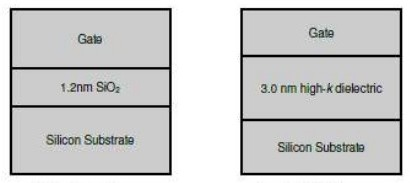 Gate
1.2nm SiO₂
Silicon Substrate
Gate
3.0 nm high-k dielectric
Silicon Substrate